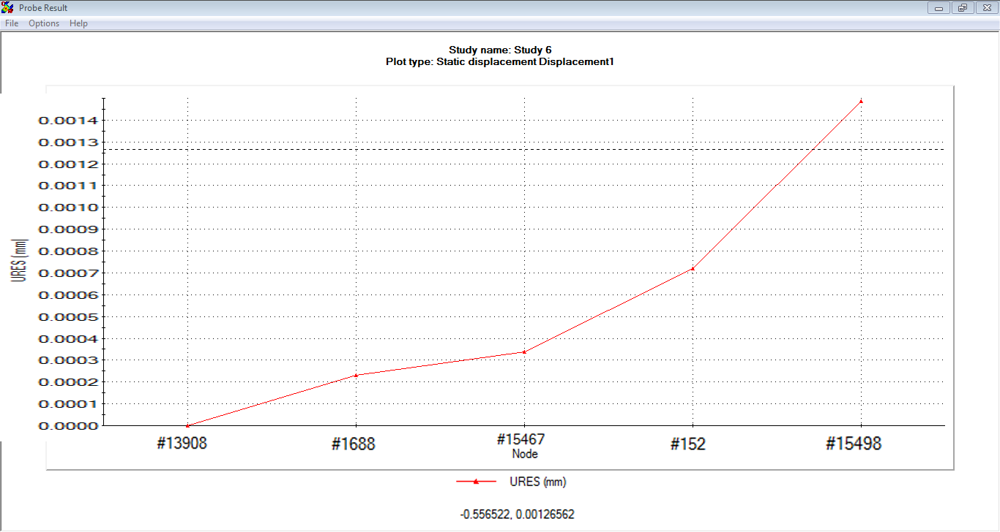 Probe Result
File Options Help
Study name: Study 6
Plot type: Static displacement Displacement1
0.0014
0.0013
0.0012
0.0011
0.0010
0.0009
0.0008
0.0007
0.0006
0.0005
0.0004
0.0003
0.0002
0.0001
0.0000
URES (mm)
#13908 #1688 #15467 #152 #15498
Node
URES (mm)
-0.556522, 0.00126562